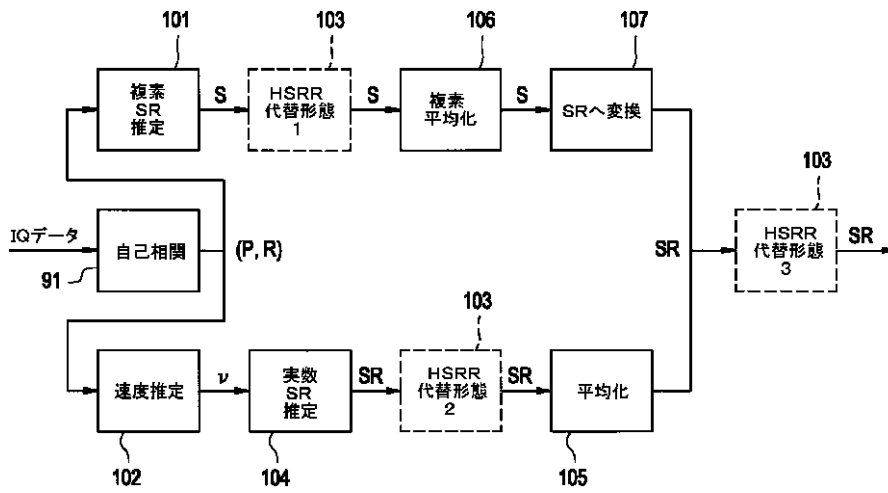 101
103
106
107
複素
SR
推定
S
HSRR
代替形態
1
S
複素
平均化
S
SRへ変換
103
IQデータ
自己相関
(P, R)
91
SR
HSRR
代替形態
3
SR
103
速度推定
ν
実数
SR
推定
SR
HSRR
代替形態
2
SR
平均化
102
104
105